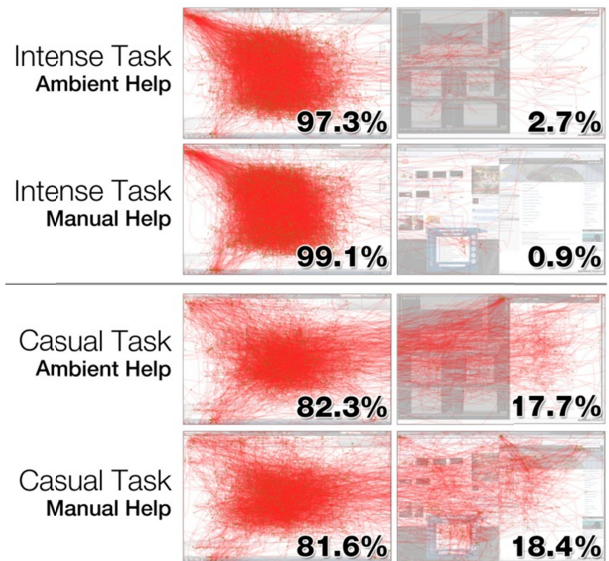 Intense Task
Ambient Help
97.3%
2.7%
Intense Task
Manual Help
99.1%
0.9%
Casual Task
Ambient Help
82.3%
17.7%
Casual Task
Manual Help
81.6%
18.4%